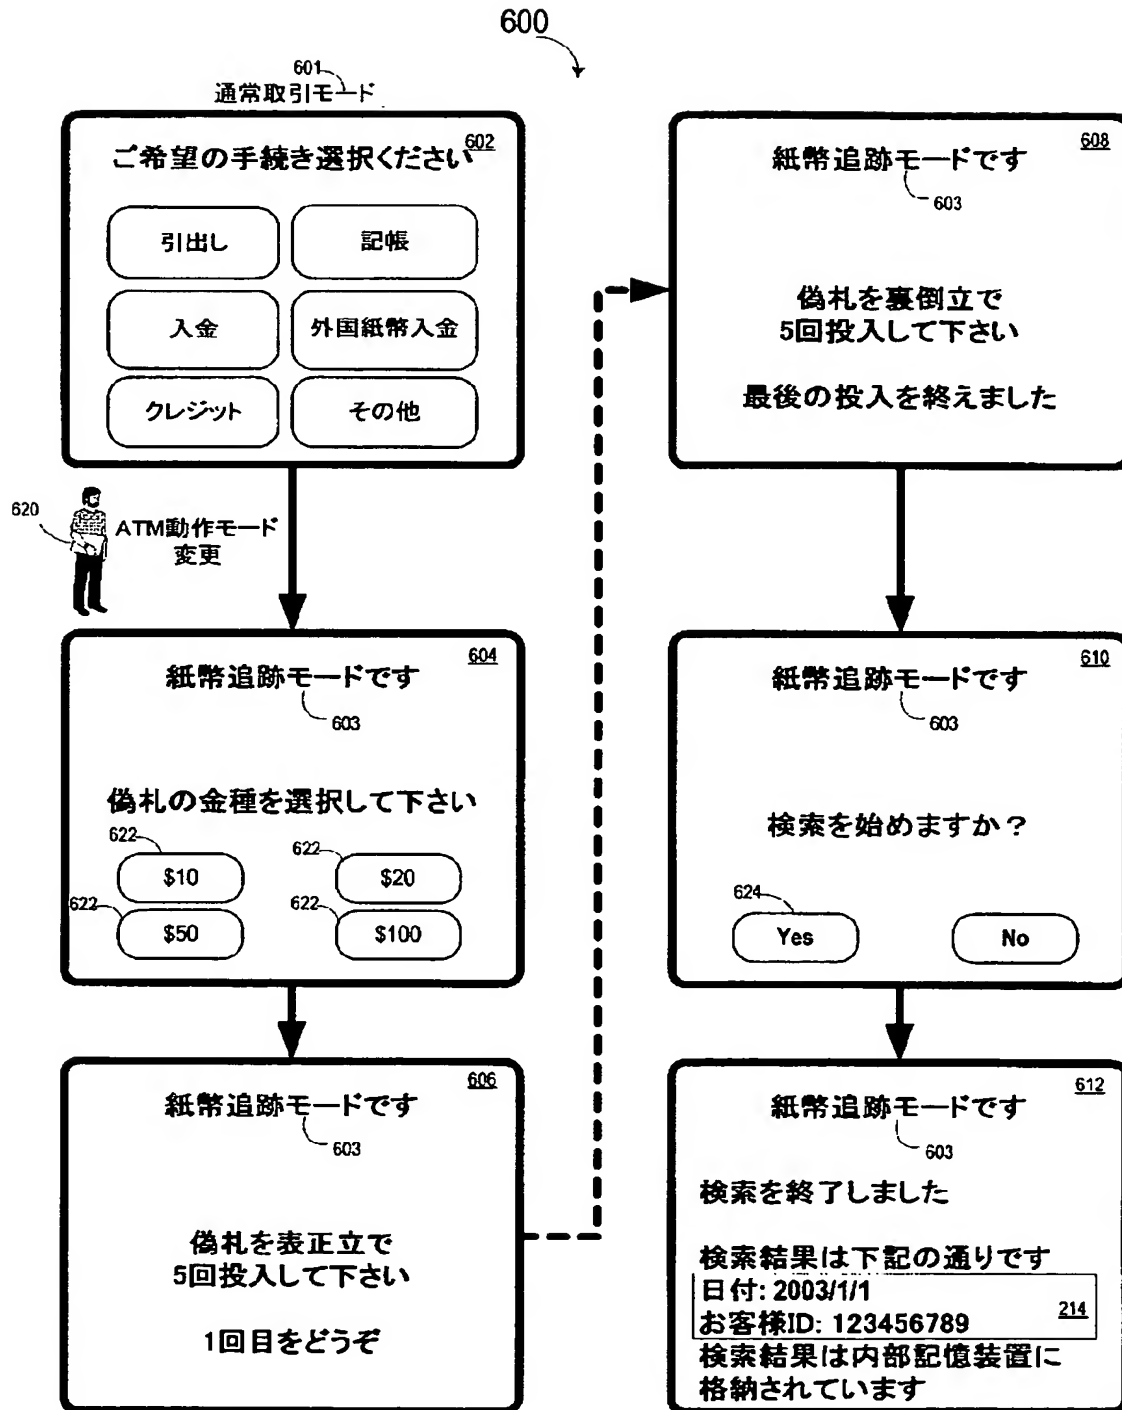 600
601
通常取引モード
602
ご希望の手続き選択ください
引出し
記帳
入金
外国紙幣入金
クレジット
その他
620
ATM動作モード
変更
604
紙幣追跡モードです
603
偽札の金種を選択して下さい
622
$10
622
$20
622
$50
622
$100
606
紙幣追跡モードです
603
偽札を表正立で
5回投入して下さい
1回目をどうぞ
608
紙幣追跡モードです
603
偽札を裏倒立で
5回投入して下さい
最後の投入を終えました
610
紙幣追跡モードです
603
検索を始めますか？
624
Yes
No
612
紙幣追跡モードです
603
検索を終了しました
検索結果は下記の通りです
日付: 2003/1/1
お客様ID: 123456789
214
検索結果は内部記憶装置に
格納されています